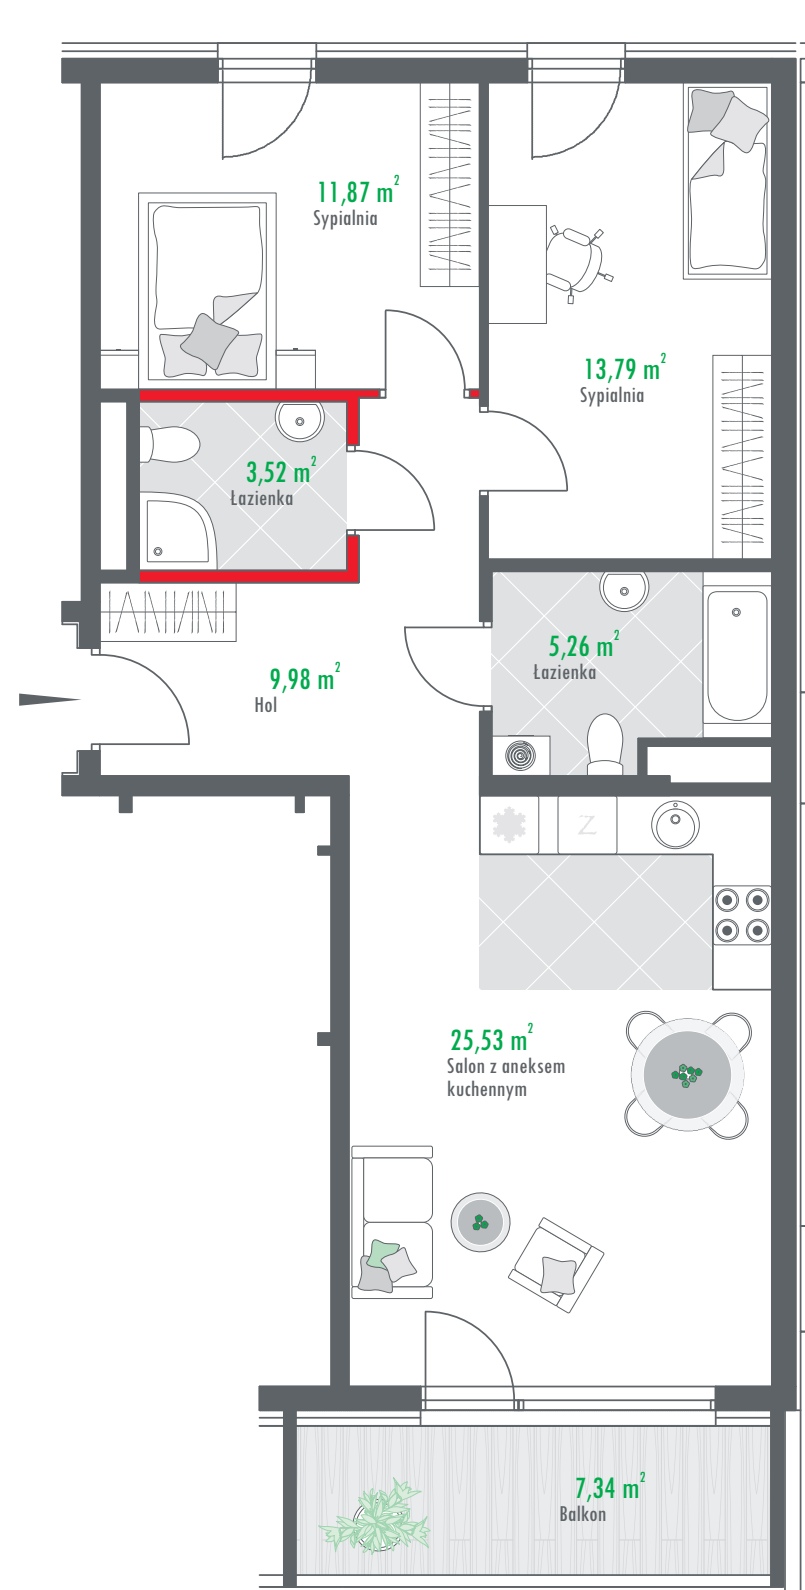 11,87 m²
Sypialnia
13,79 m²
Sypialnia
3,52 m²
Łazienka
5,26 m²
Łazienka
9,98 m²
Hol
Z
25,53 m²
Salon z aneksem
kuchennym
7,34 m²
Balkon